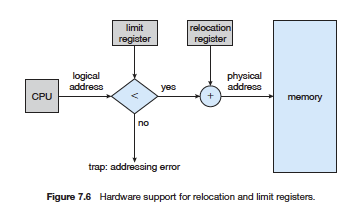 limit
register
relocation
register
logical
address
physical
address
CPU
<
yes
+
memory
no
trap: addressing error
Figure 7.6 Hardware support for relocation and limit registers.